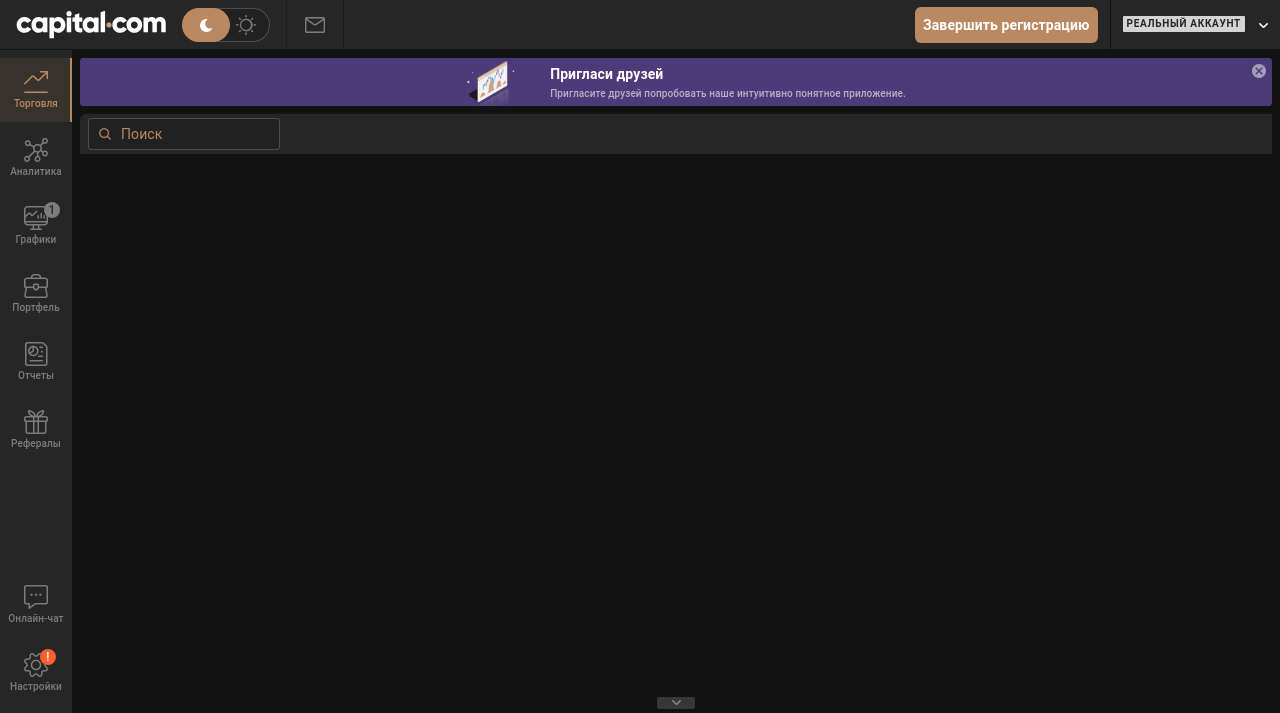 capital.com
Завершить регистрацию
РЕАЛЬНЫЙ АККАУНТ
Торговля
Аналитика
1
Графики
Портфель
Отчеты
Рефералы
Онлайн-чат
!
Настройки
Пригласи друзей
Пригласите друзей попробовать наше интуитивно понятное приложение.
Поиск